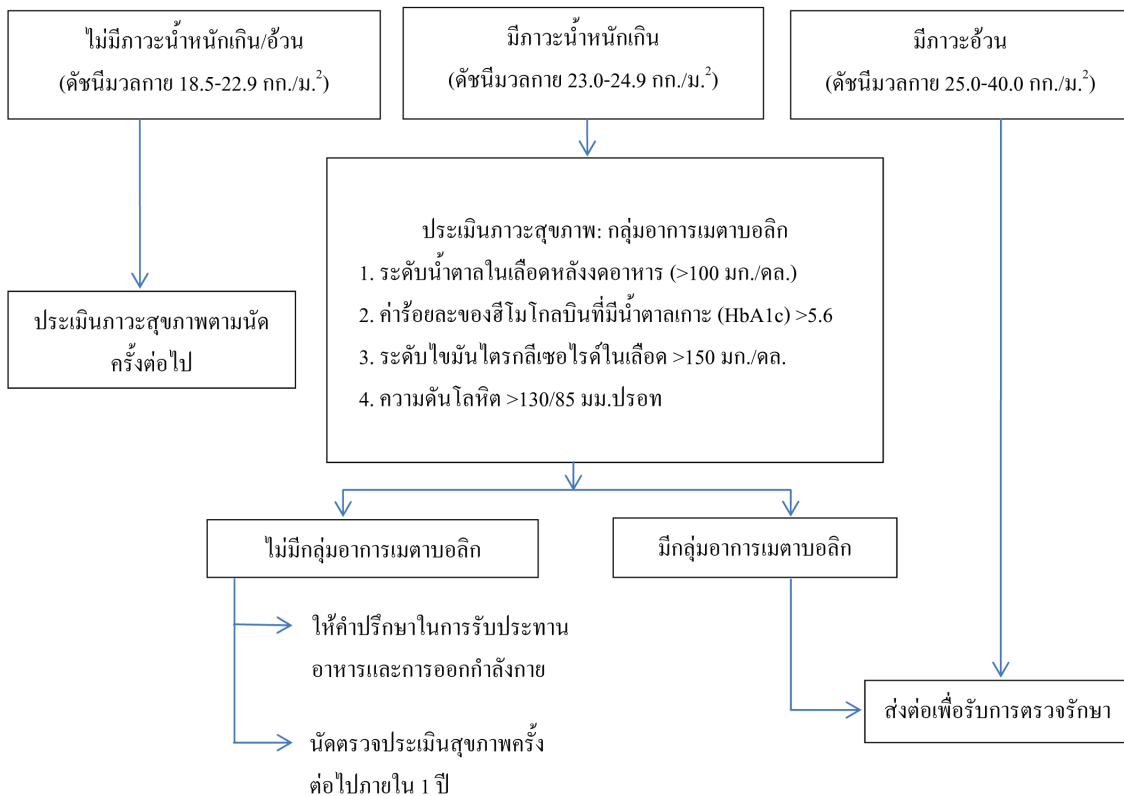 ไม่มีภาวะน้ำหนักเกิน/อ้วน
(ดัชนีมวลกาย 18.5-22.9 กก./ม.²)
มีภาวะน้ำหนักเกิน
(ดัชนีมวลกาย 23.0-24.9 กก./ม.²)
มีภาวะอ้วน
(ดัชนีมวลกาย 25.0-40.0 กก./ม.²)
ประเมินภาวะสุขภาพตามนัด
ครั้งต่อไป
ประเมินภาวะสุขภาพ: กลุ่มอาการเมตาบอลิก
1. ระดับน้ำตาลในเลือดหลังงดอาหาร (>100 มก./ดล.)
2. ค่าร้อยละของฮีโมโกลบินที่มีน้ำตาลเกาะ (HbA1c) >5.6
3. ระดับไขมันไตรกลีเซอไรด์ในเลือด >150 มก./ดล.
4. ความดันโลหิต >130/85 มม.ปรอท
ไม่มีกลุ่มอาการเมตาบอลิก
มีกลุ่มอาการเมตาบอลิก
ให้คำปรึกษาในการรับประทาน
อาหารและการออกกำลังกาย
นัดตรวจประเมินสุขภาพครั้ง
ต่อไปภายใน 1 ปี
ส่งต่อเพื่อรับการตรวจรักษา